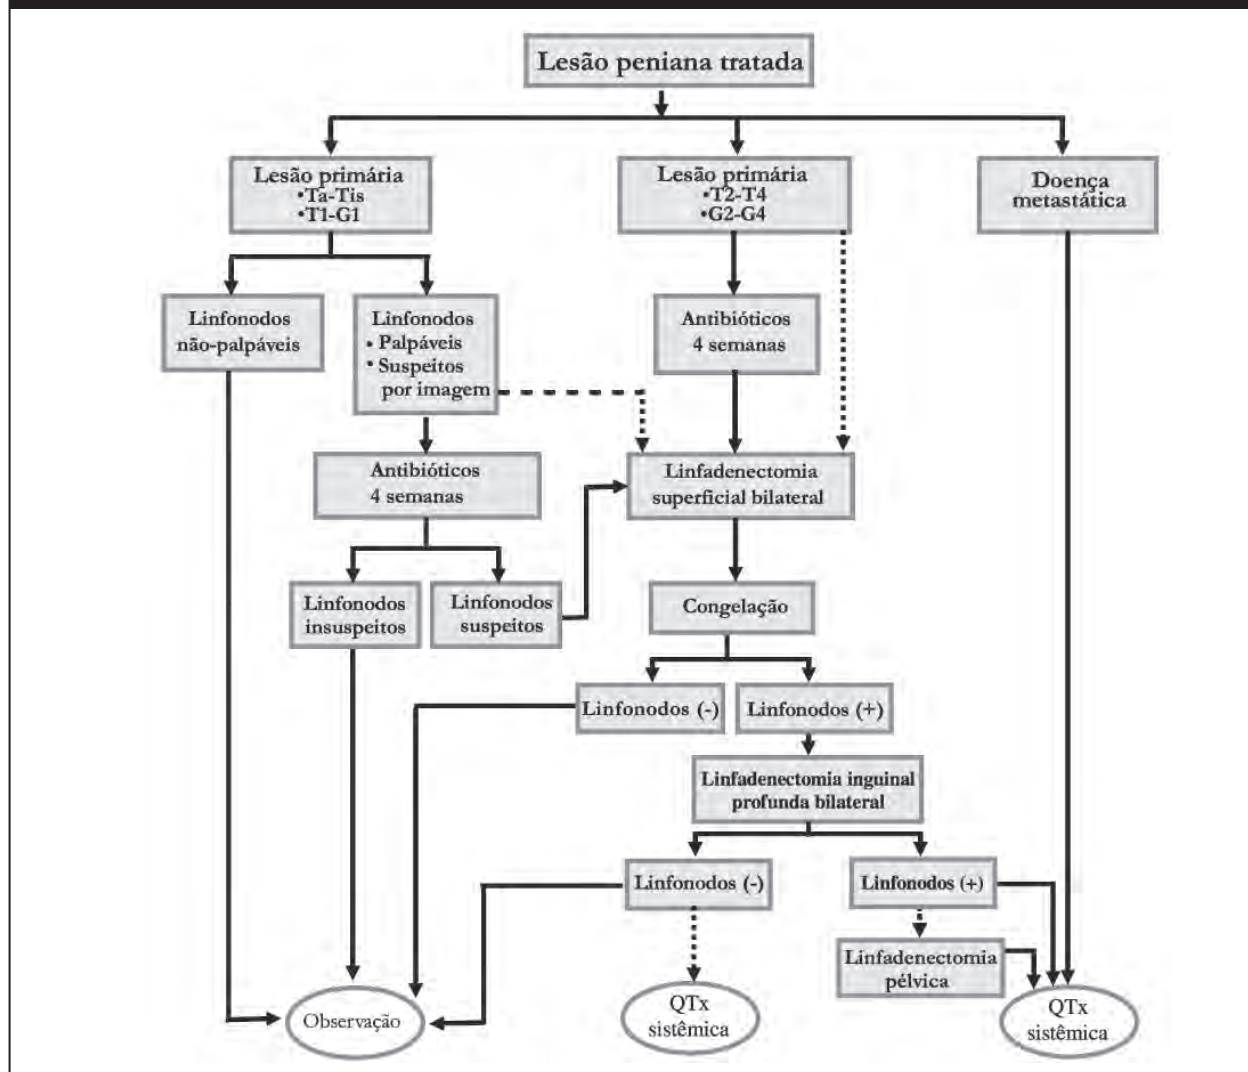 Lesão peniana tratada
Lesão primária
•Ta-Tis
•T1-G1
Lesão primária
•T2-T4
•G2-G4
Doença
metastática
Linfonodos
não-palpáveis
Linfonodos
• Palpáveis
• Suspeitos
por imagem
Antibióticos
4 semanas
Antibióticos
4 semanas
Linfadenectomia
superficial bilateral
Linfonodos
insuspeitos
Linfonodos
suspeitos
Congelação
Linfonodos (-)
Linfonodos (+)
Linfadenectomia inguinal
profunda bilateral
Linfonodos (-)
Linfonodos (+)
Linfadenectomia
pélvica
Observação
QTx
sistêmica
QTx
sistêmica